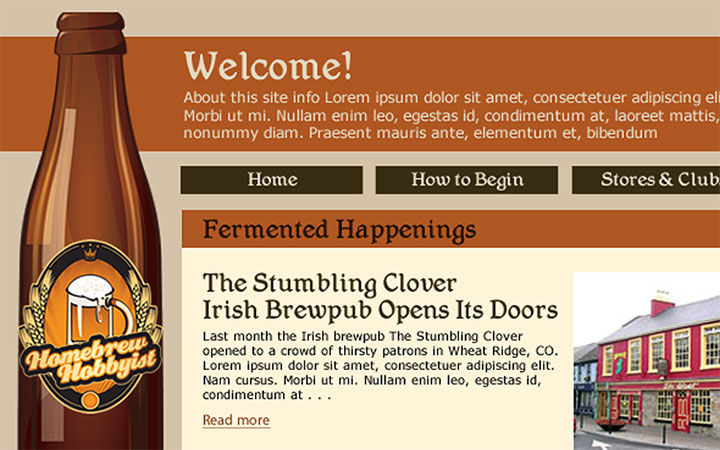 Welcome!
About this site info Lorem ipsum dolor sit amet, consectetuer adipiscing eli
Morbi ut mi. Nullam enim leo, egestas id, condimentum at, laoreet mattis,
nonummy diam. Praesent mauris ante, elementum et, bibendum
Home
How to Begin
Stores & Club
Fermented Happenings
The Stumbling Clover
Irish Brewpub Opens Its Doors
Last month the Irish brewpub The Stumbling Clover
opened to a crowd of thirsty patrons in Wheat Ridge, CO.
Lorem ipsum dolor sit amet, consectetuer adipiscing elit.
Nam cursus. Morbi ut mi. Nullam enim leo, egestas id,
condimentum at . . .
Read more
Homebrew
Hobbyist